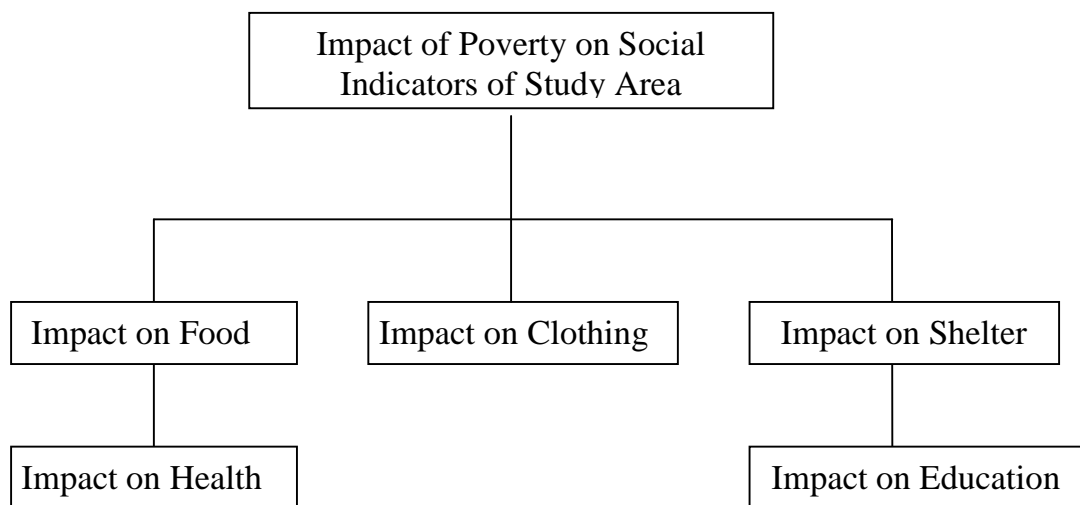 Impact of Poverty on Social
Indicators of Study Area
Impact on Food
Impact on Clothing
Impact on Shelter
Impact on Health
Impact on Education